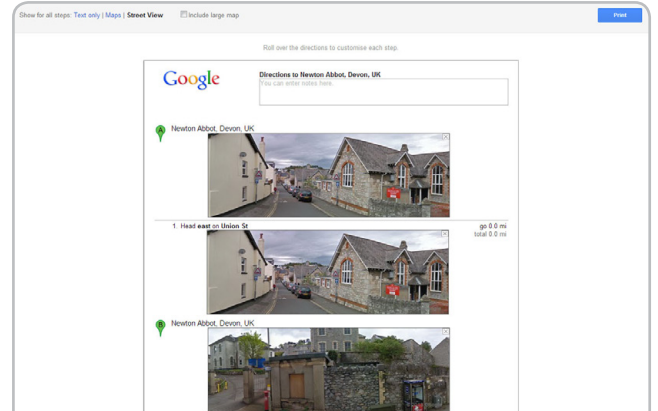 Show for all steps: Text only | Maps | Street View Include large map
Print
Roll over the directions to customise each step.
Google
Directions to Newton Abbot, Devon, UK
You can enter notes here.
A Newton Abbot, Devon, UK
1. Head east on Union St
go 0.0 mi
total 0.0 mi
B Newton Abbot, Devon, UK